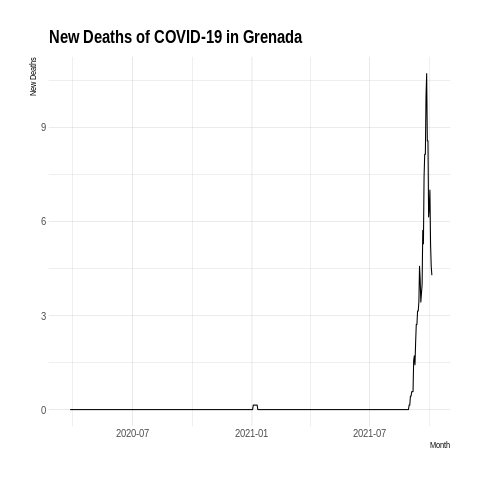 New Deaths of COVID-19 in Grenada
New Deaths
9
6
3
0
2020-07
2021-01
2021-07
Month